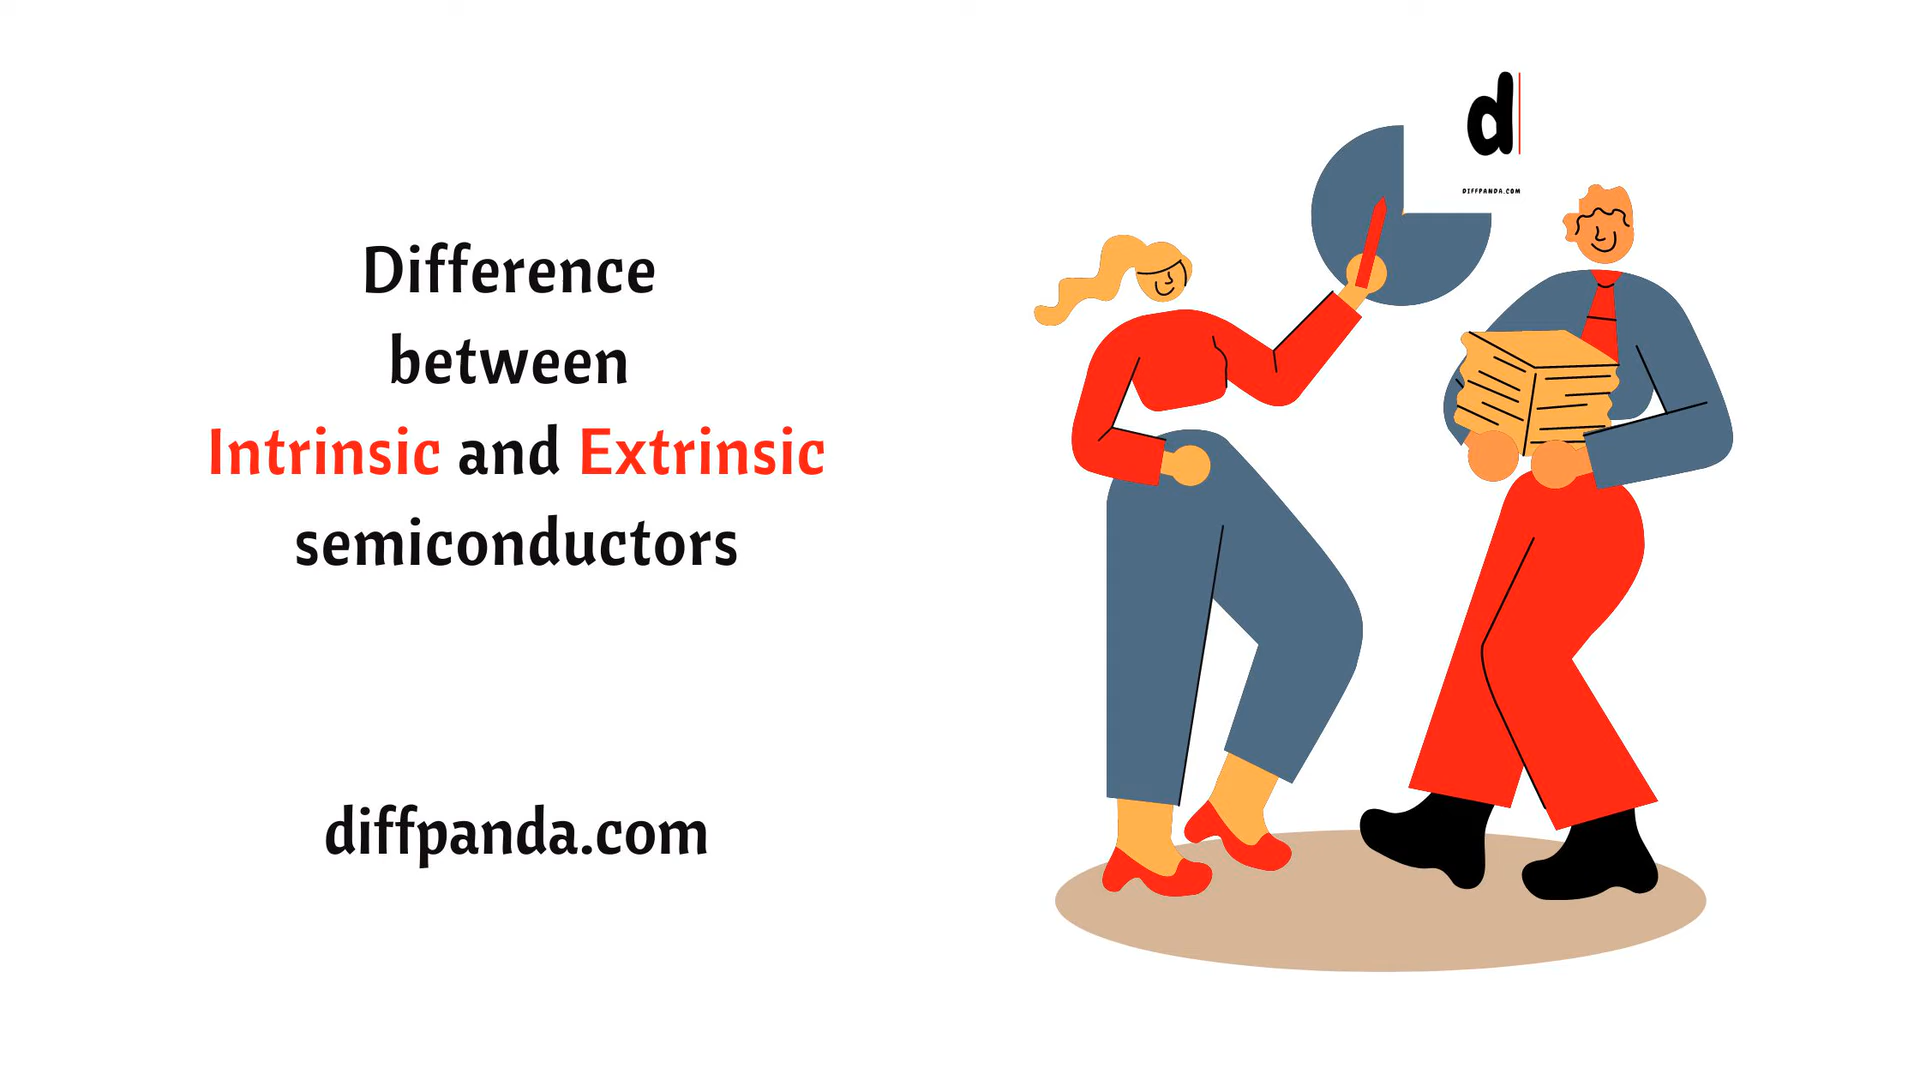 Difference
between
Intrinsic and Extrinsic
semiconductors
diffpanda.com
d
DIFFPANDA.COM